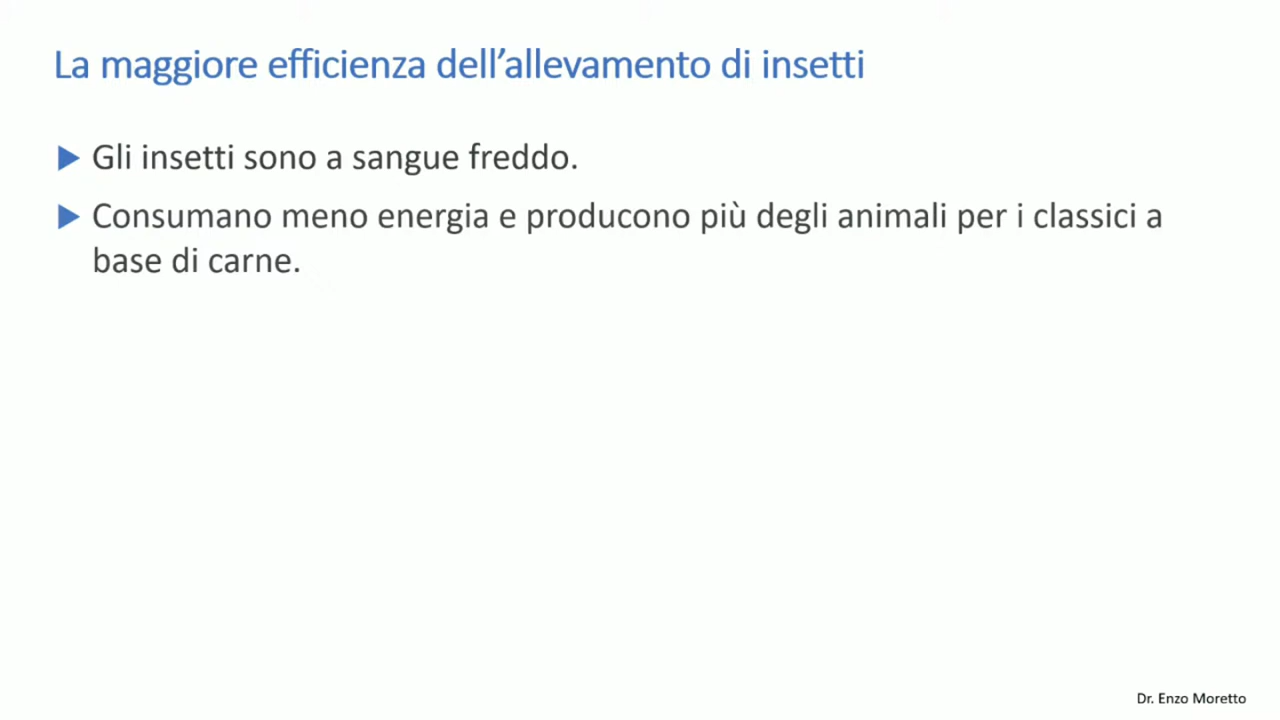 La maggiore efficienza dell’allevamento di insetti
Gli insetti sono a sangue freddo.
Consumano meno energia e producono più degli animali per i classici a
base di carne.
Dr. Enzo Moretto